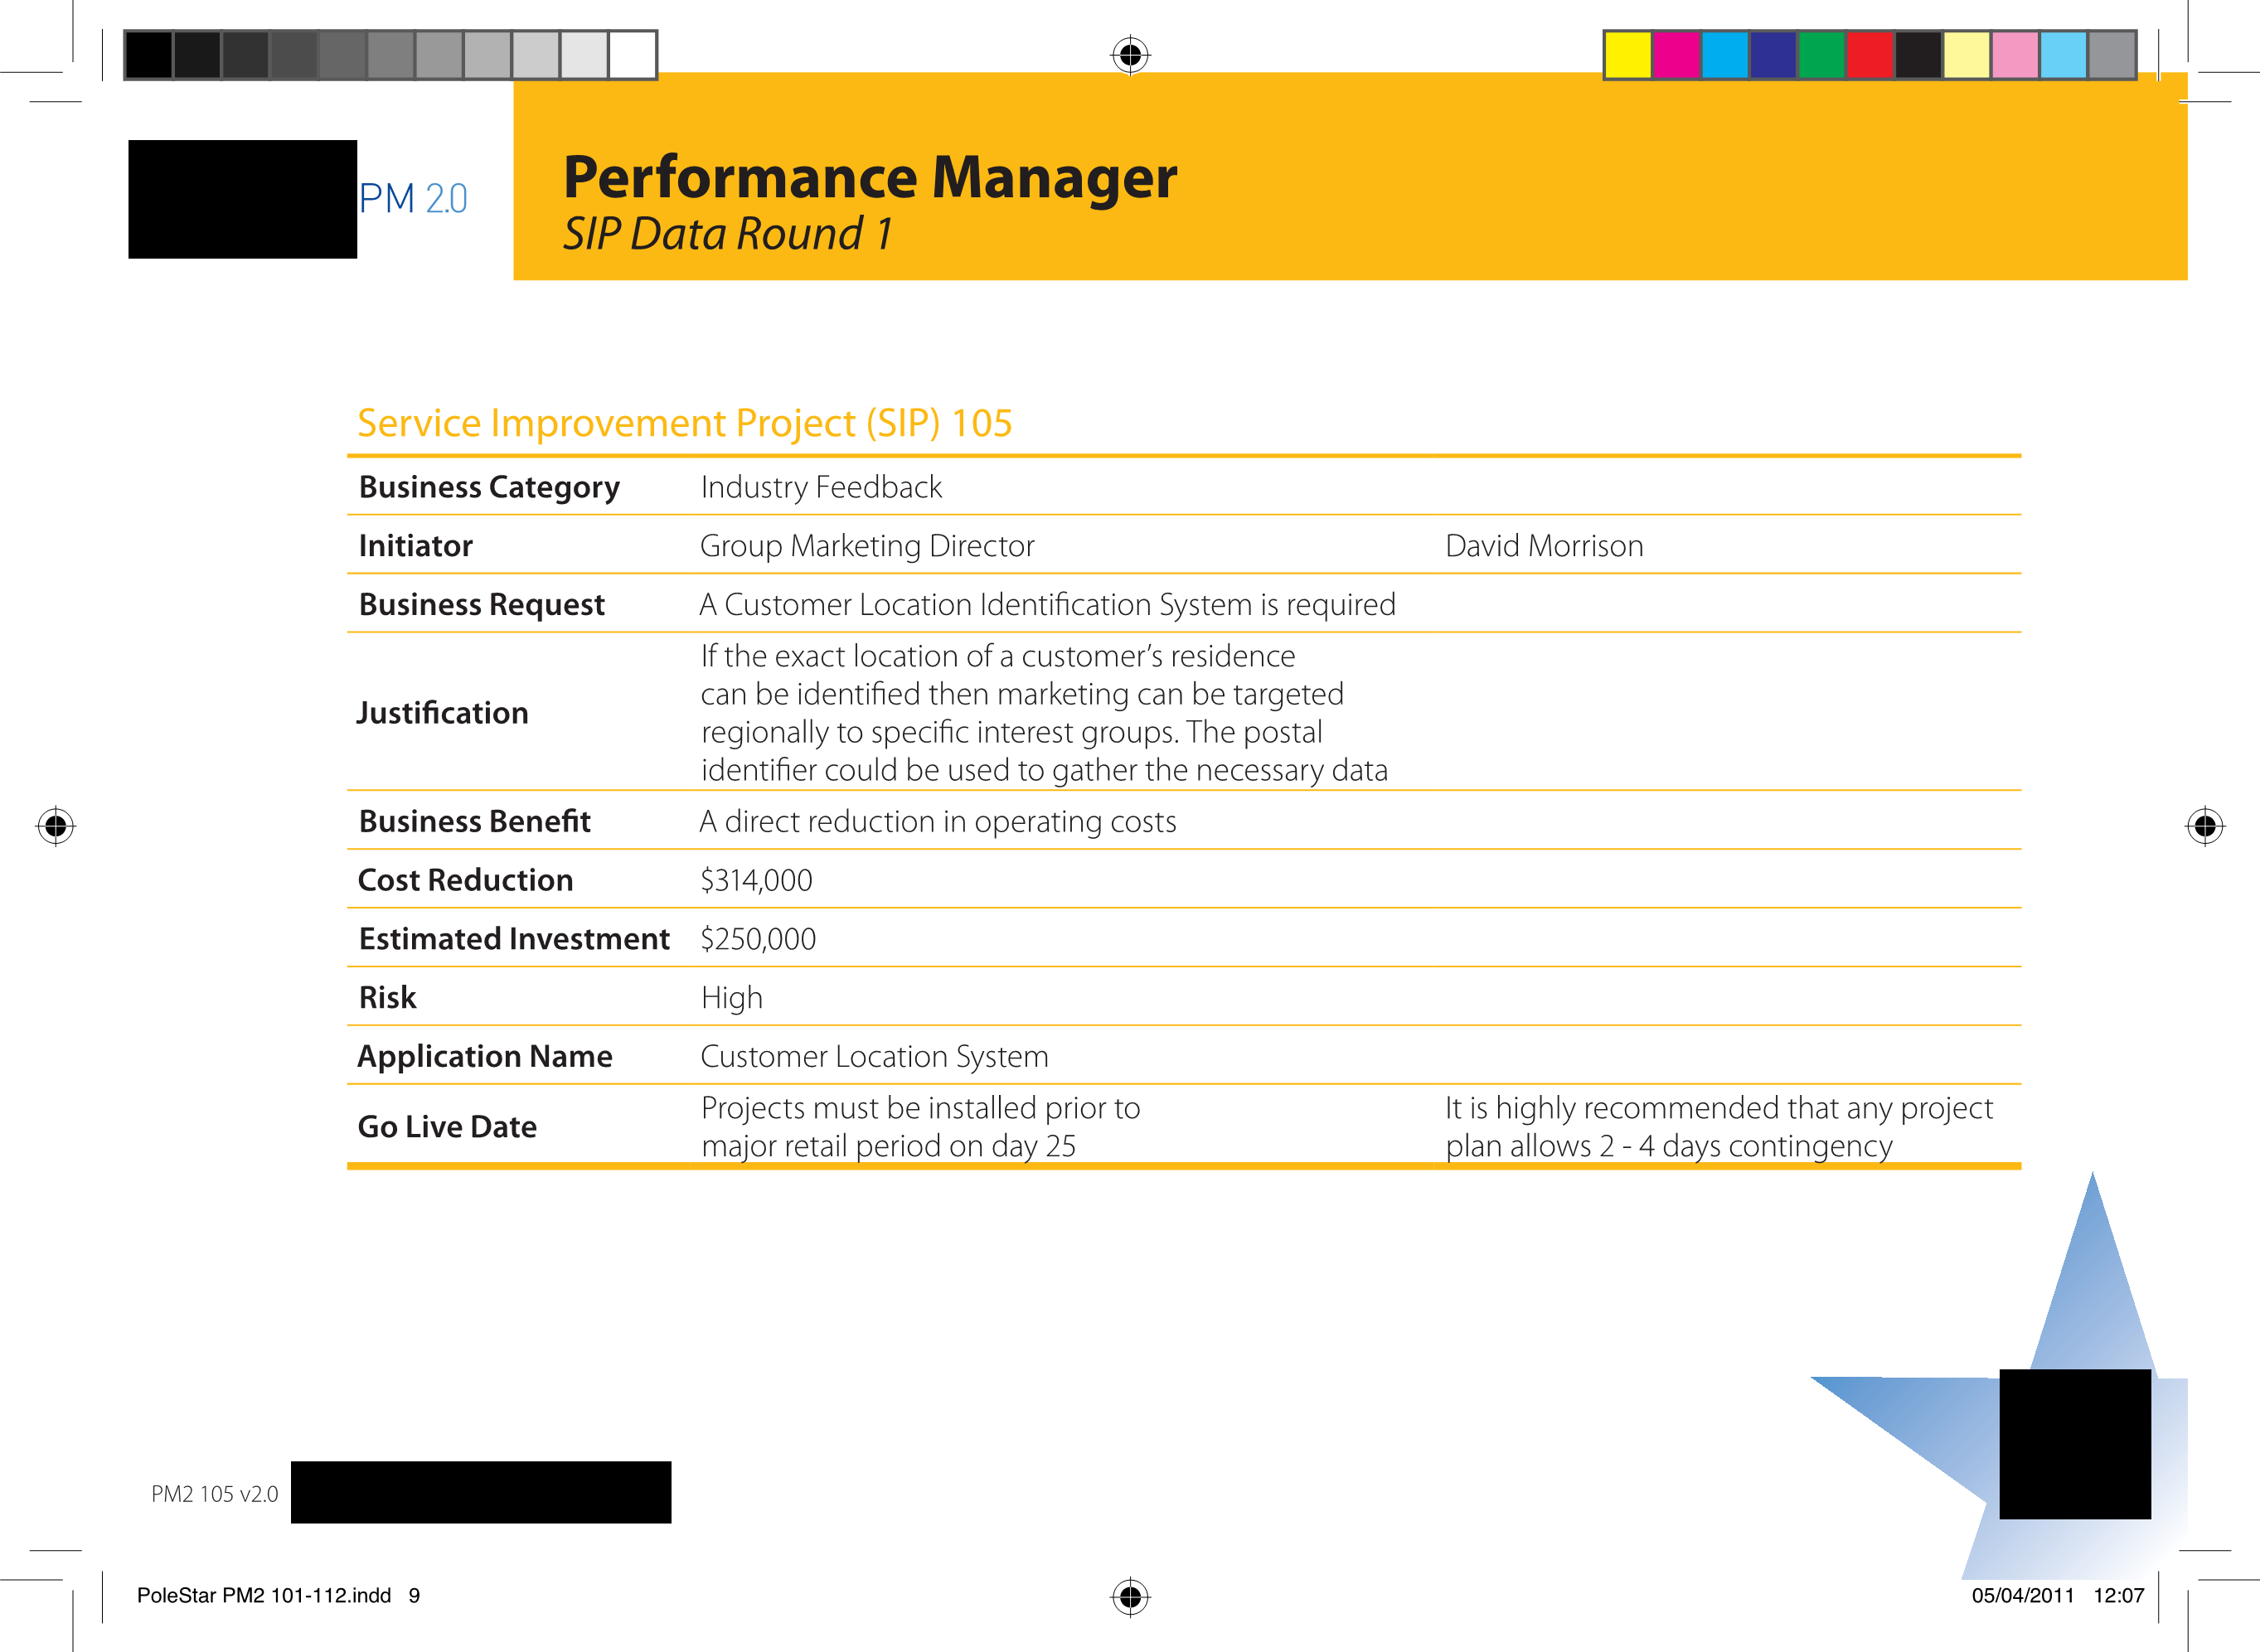 PM 2.0
Performance Manager
SIP Data Round 1
Service Improvement Project (SIP) 105
Business Category Industry Feedback
Initiator Group Marketing Director David Morrison
Business Request A Customer Location Identification System is required
Justification
If the exact location of a customer’s residence
can be identified then marketing can be targeted
regionally to specific interest groups. The postal
identifier could be used to gather the necessary data
Business Benefit A direct reduction in operating costs
Cost Reduction $314,000
Estimated Investment $250,000
Risk High
Application Name Customer Location System
Go Live Date
Projects must be installed prior to
major retail period on day 25
It is highly recommended that any project
plan allows 2 - 4 days contingency
PM2 105 v2.0
PoleStar PM2 101-112.indd 9
05/04/2011 12:07